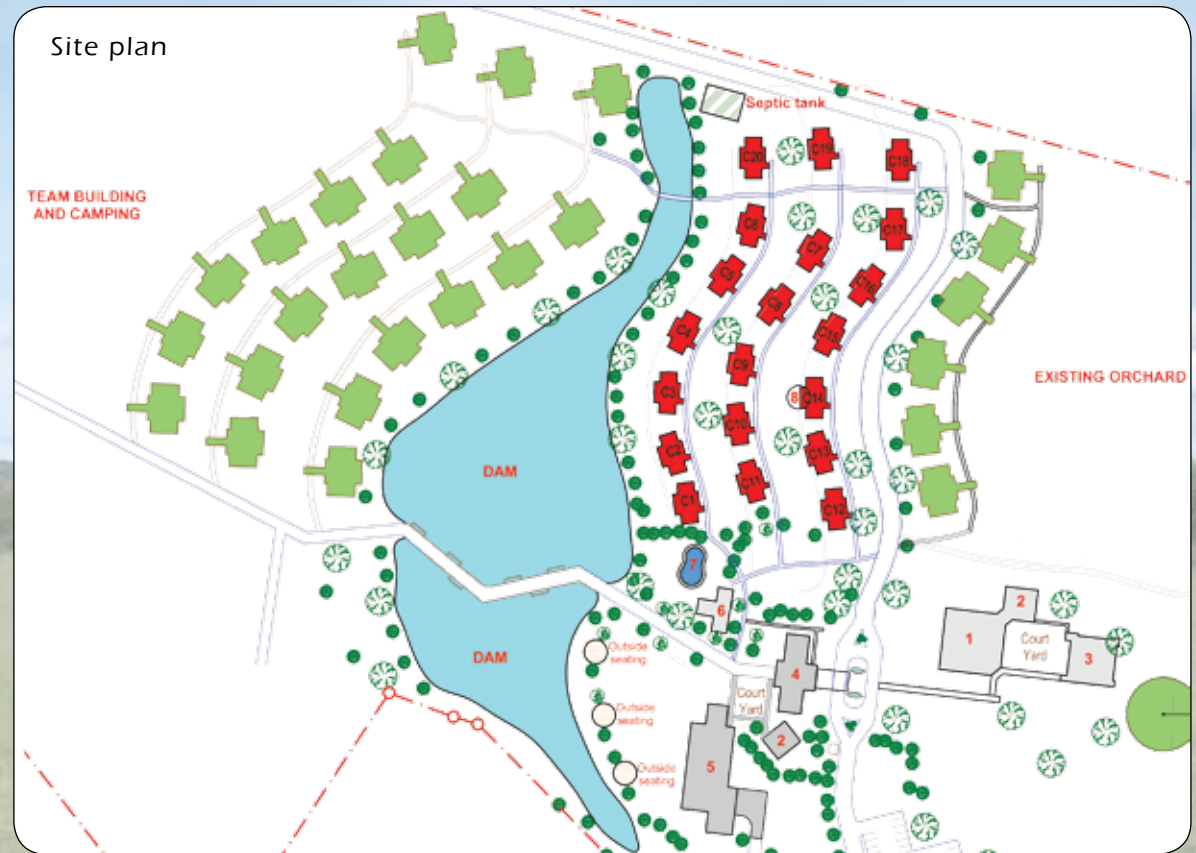 Site plan
Septic tank
TEAM BUILDING
AND CAMPING
C20
C19
C18
C6
C7
C17
C5
C8
C16
C4
C15
C9
EXISTING ORCHARD
C3
8
C14
C10
C2
C13
DAM
C11
C1
C12
7
2
6
1
Court
Yard
3
Outside
seating
DAM
4
Court
Yard
Outside
seating
2
5
Outside
seating